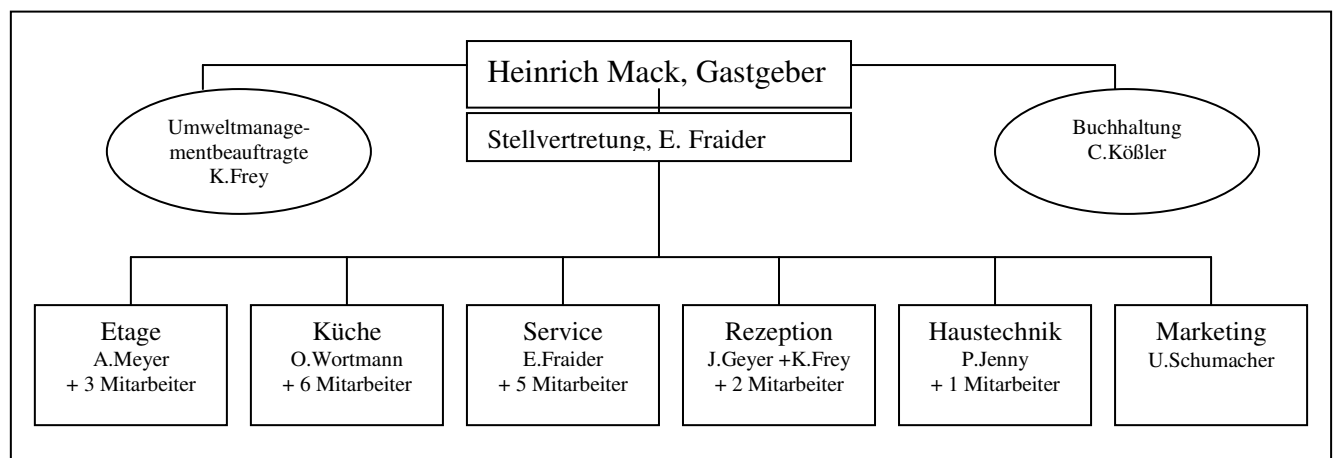 Heinrich Mack, Gastgeber
Stellvertretung, E. Fraider
Umweltmanage-
mentbeauftragte
K.Frey
Buchhaltung
C.Kößler
Etage
A.Meyer
+ 3 Mitarbeiter
Küche
O.Wortmann
+ 6 Mitarbeiter
Service
E.Fraider
+ 5 Mitarbeiter
Rezeption
J.Geyer +K.Frey
+ 2 Mitarbeiter
Haustechnik
P.Jenny
+ 1 Mitarbeiter
Marketing
U.Schumacher